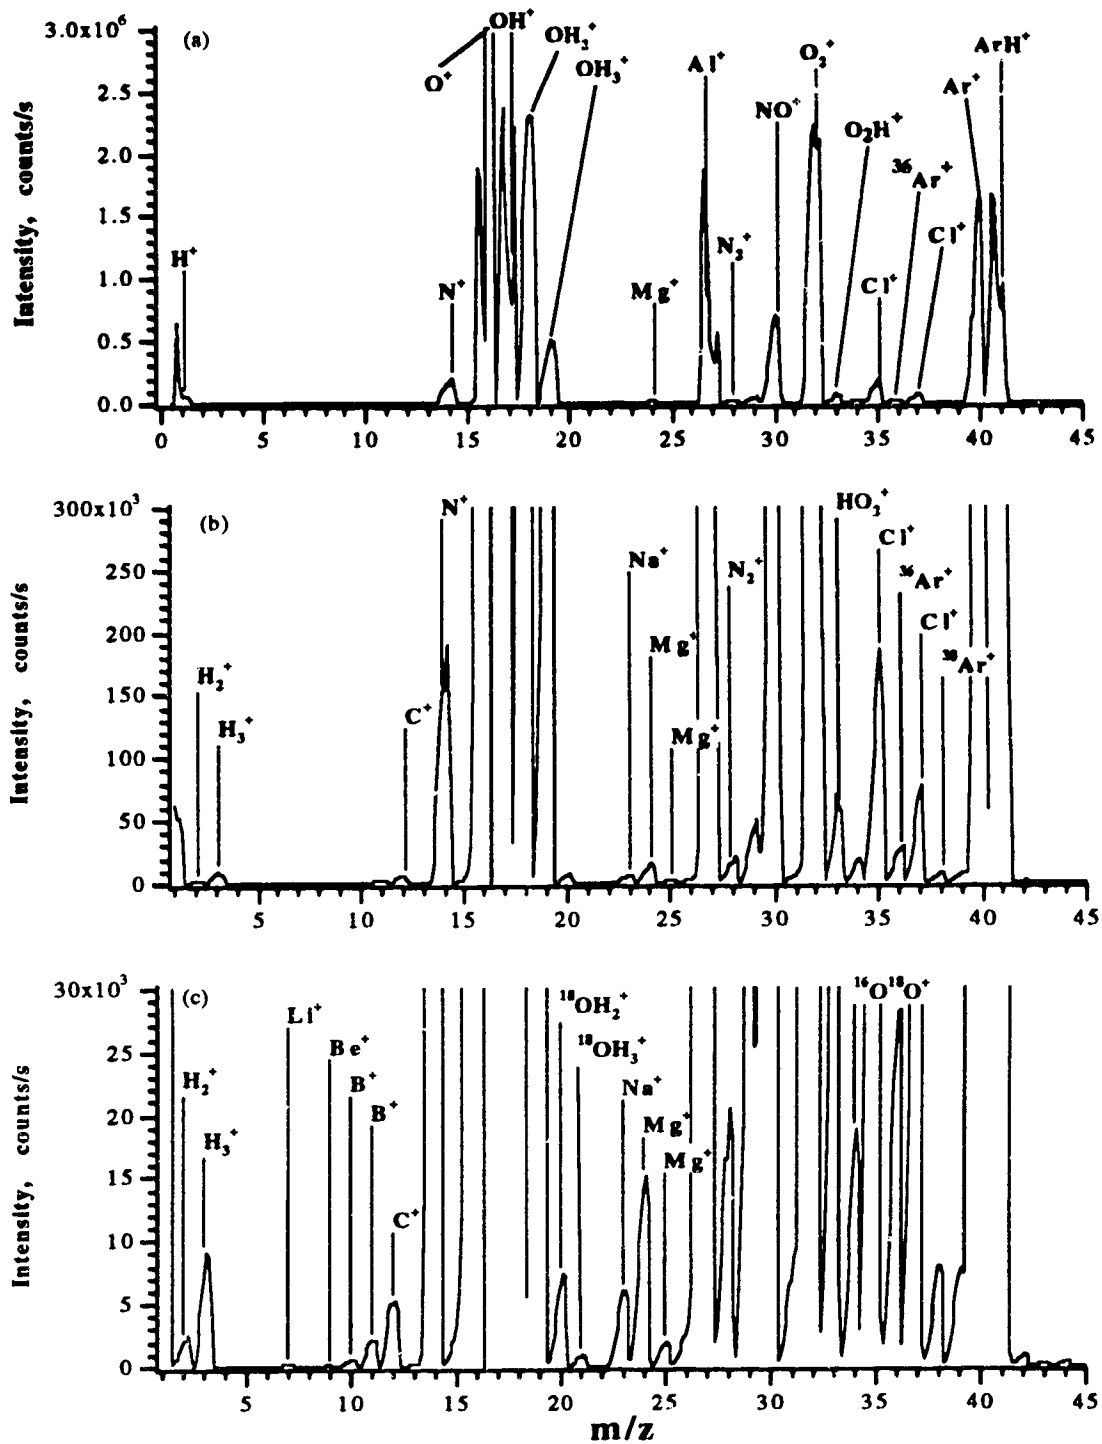 (a)
Intensity, counts/s
3.0x10⁶
2.5
2.0
1.5
1.0
0.5
0.0
H⁺
N⁺
O⁺
OH⁺
OH₂⁺
OH₃⁺
Mg⁺
Al⁺
N₂⁺
NO⁺
O₂⁺
O₂H⁺
Cl⁺
³⁶Ar⁺
Cl⁺
Ar⁺
ArH⁺
0 5 10 15 20 25 30 35 40 45
(b)
Intensity, counts/s
300x10³
250
200
150
100
50
0
H₂⁺
H₃⁺
C⁺
N⁺
Na⁺
Mg⁺
Mg⁺
N₂⁺
HO₂⁺
Cl⁺
³⁶Ar⁺
Cl⁺
³⁸Ar⁺
5 10 15 20 25 30 35 40 45
(c)
Intensity, counts/s
30x10³
25
20
15
10
5
0
H₂⁺
H₃⁺
Li⁺
Be⁺
B⁺
B⁺
C⁺
¹⁸OH₂⁺
¹⁸OH₃⁺
Na⁺
Mg⁺
Mg⁺
¹⁶O¹⁸O⁺
5 10 15 20 25 30 35 40 45
m/z